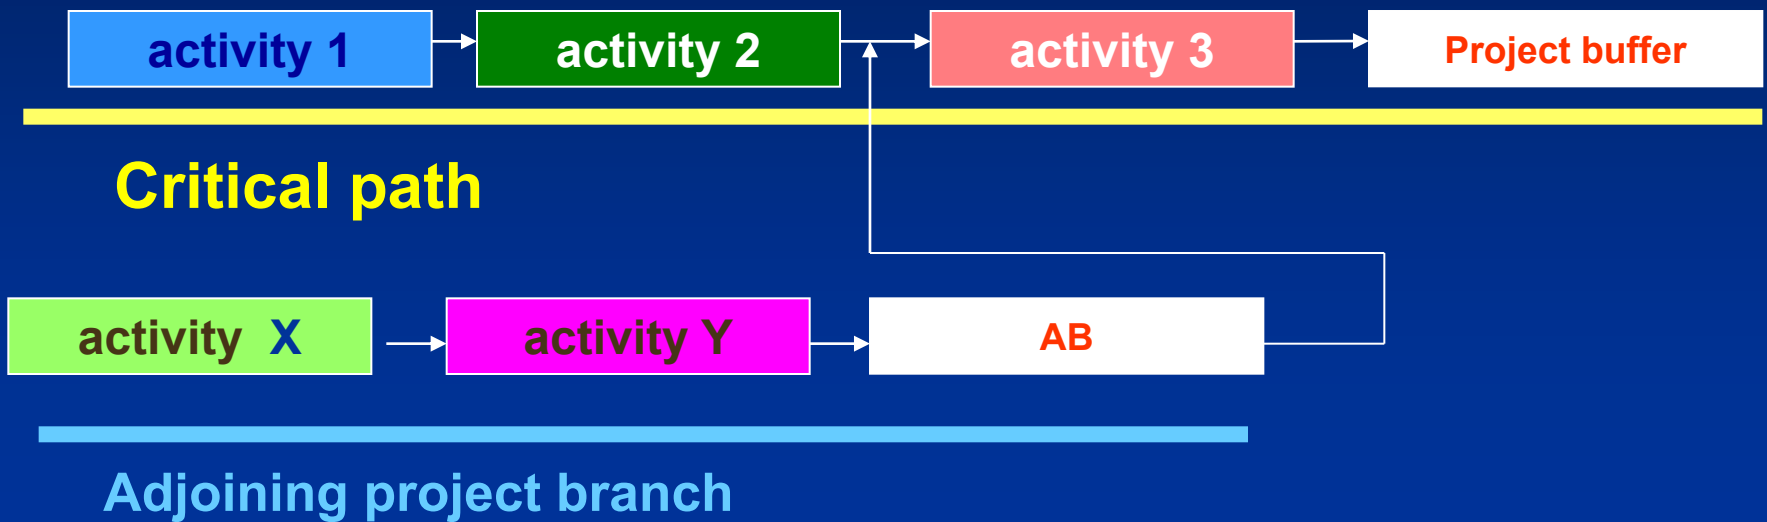 activity 1
activity 2
activity 3
Project buffer
Critical path
activity X
activity Y
AB
Adjoining project branch